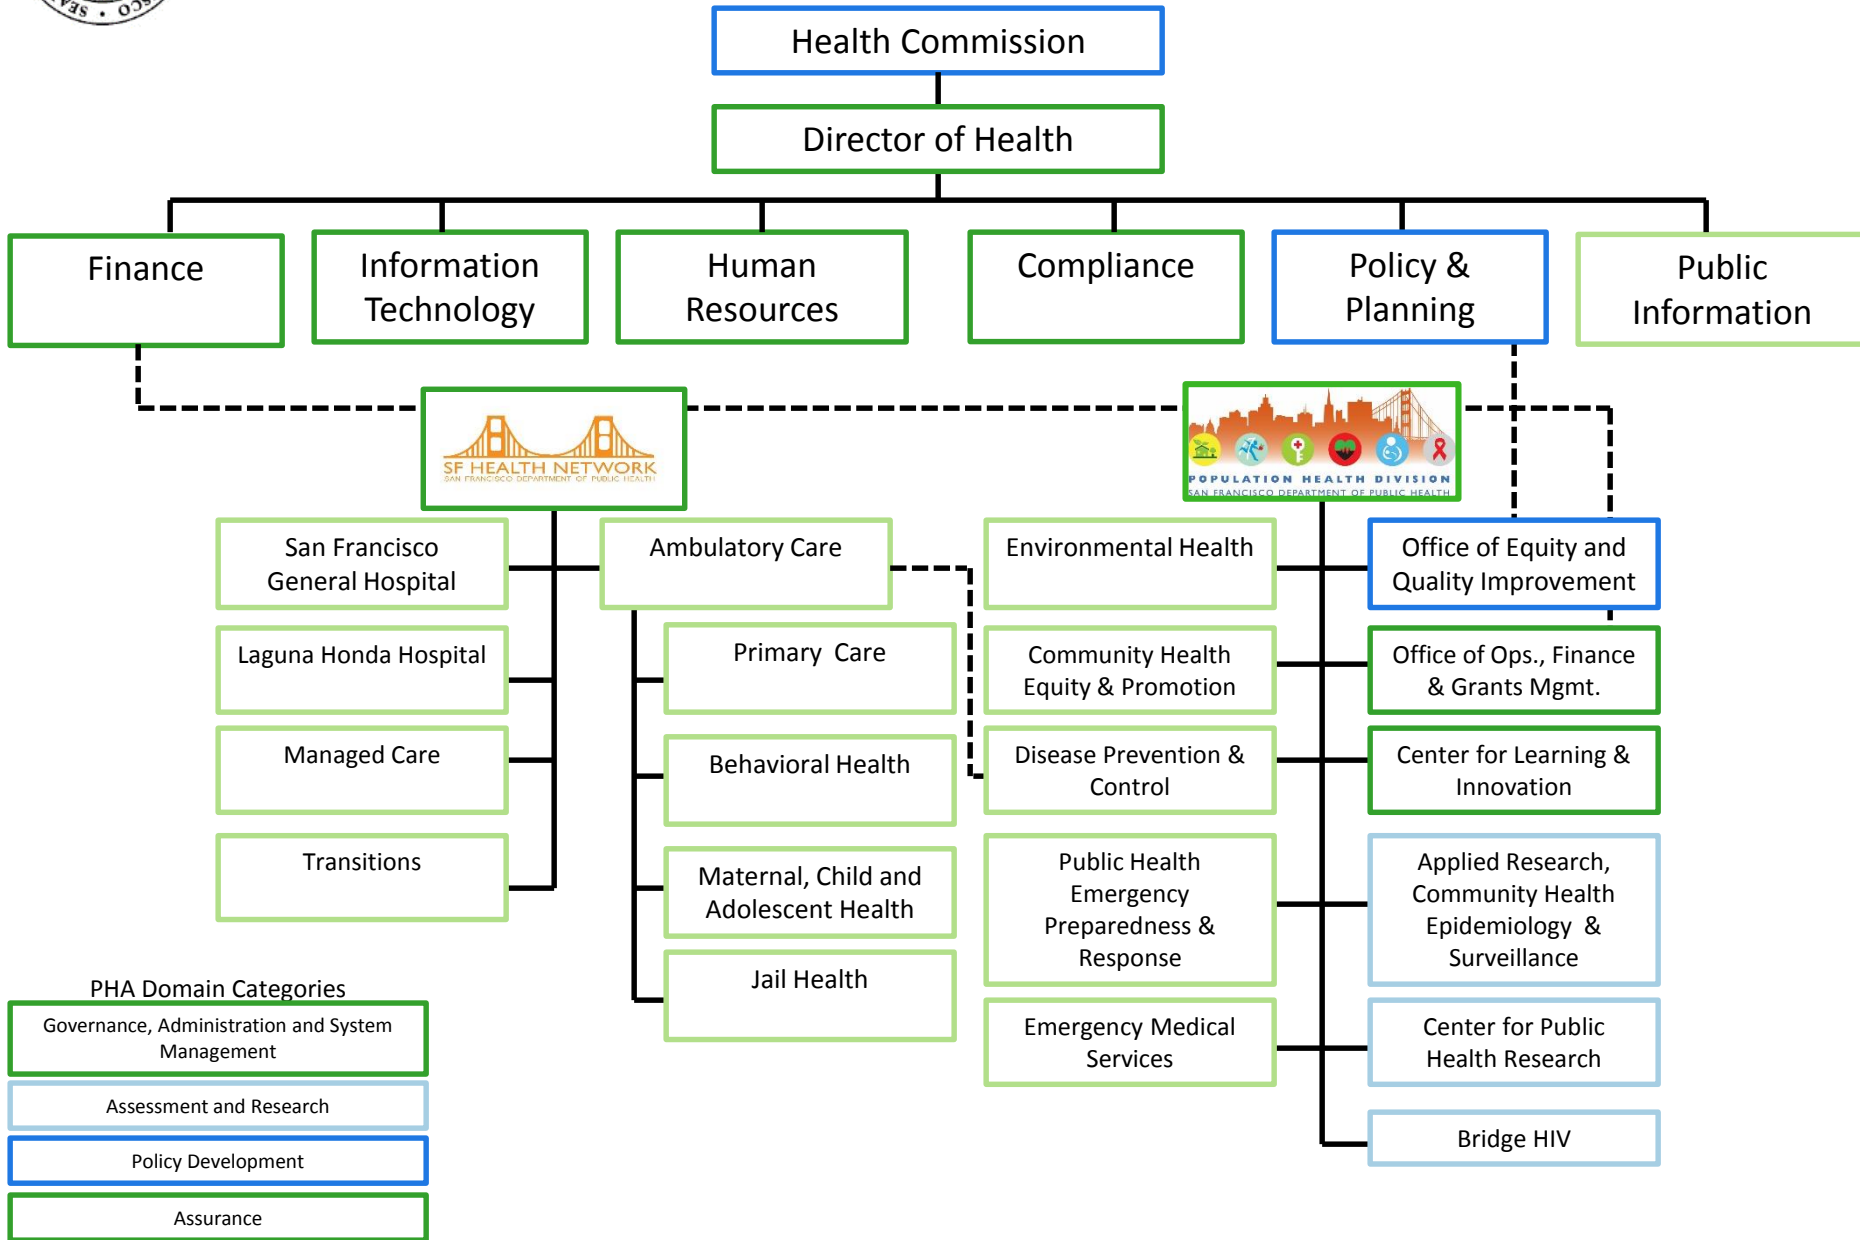 SCO • SEA
Health Commission
Director of Health
Finance
Information
Technology
Human
Resources
Compliance
Policy &
Planning
Public
Information
SF HEALTH NETWORK
SAN FRANCISCO DEPARTMENT OF PUBLIC HEALTH
POPULATION HEALTH DIVISION
SAN FRANCISCO DEPARTMENT OF PUBLIC HEALTH
San Francisco
General Hospital
Laguna Honda Hospital
Managed Care
Transitions
Ambulatory Care
Primary Care
Behavioral Health
Maternal, Child and
Adolescent Health
Jail Health
Environmental Health
Community Health
Equity & Promotion
Disease Prevention &
Control
Public Health
Emergency
Preparedness &
Response
Emergency Medical
Services
Office of Equity and
Quality Improvement
Office of Ops., Finance
& Grants Mgmt.
Center for Learning &
Innovation
Applied Research,
Community Health
Epidemiology &
Surveillance
Center for Public
Health Research
Bridge HIV
PHA Domain Categories
Governance, Administration and System
Management
Assessment and Research
Policy Development
Assurance